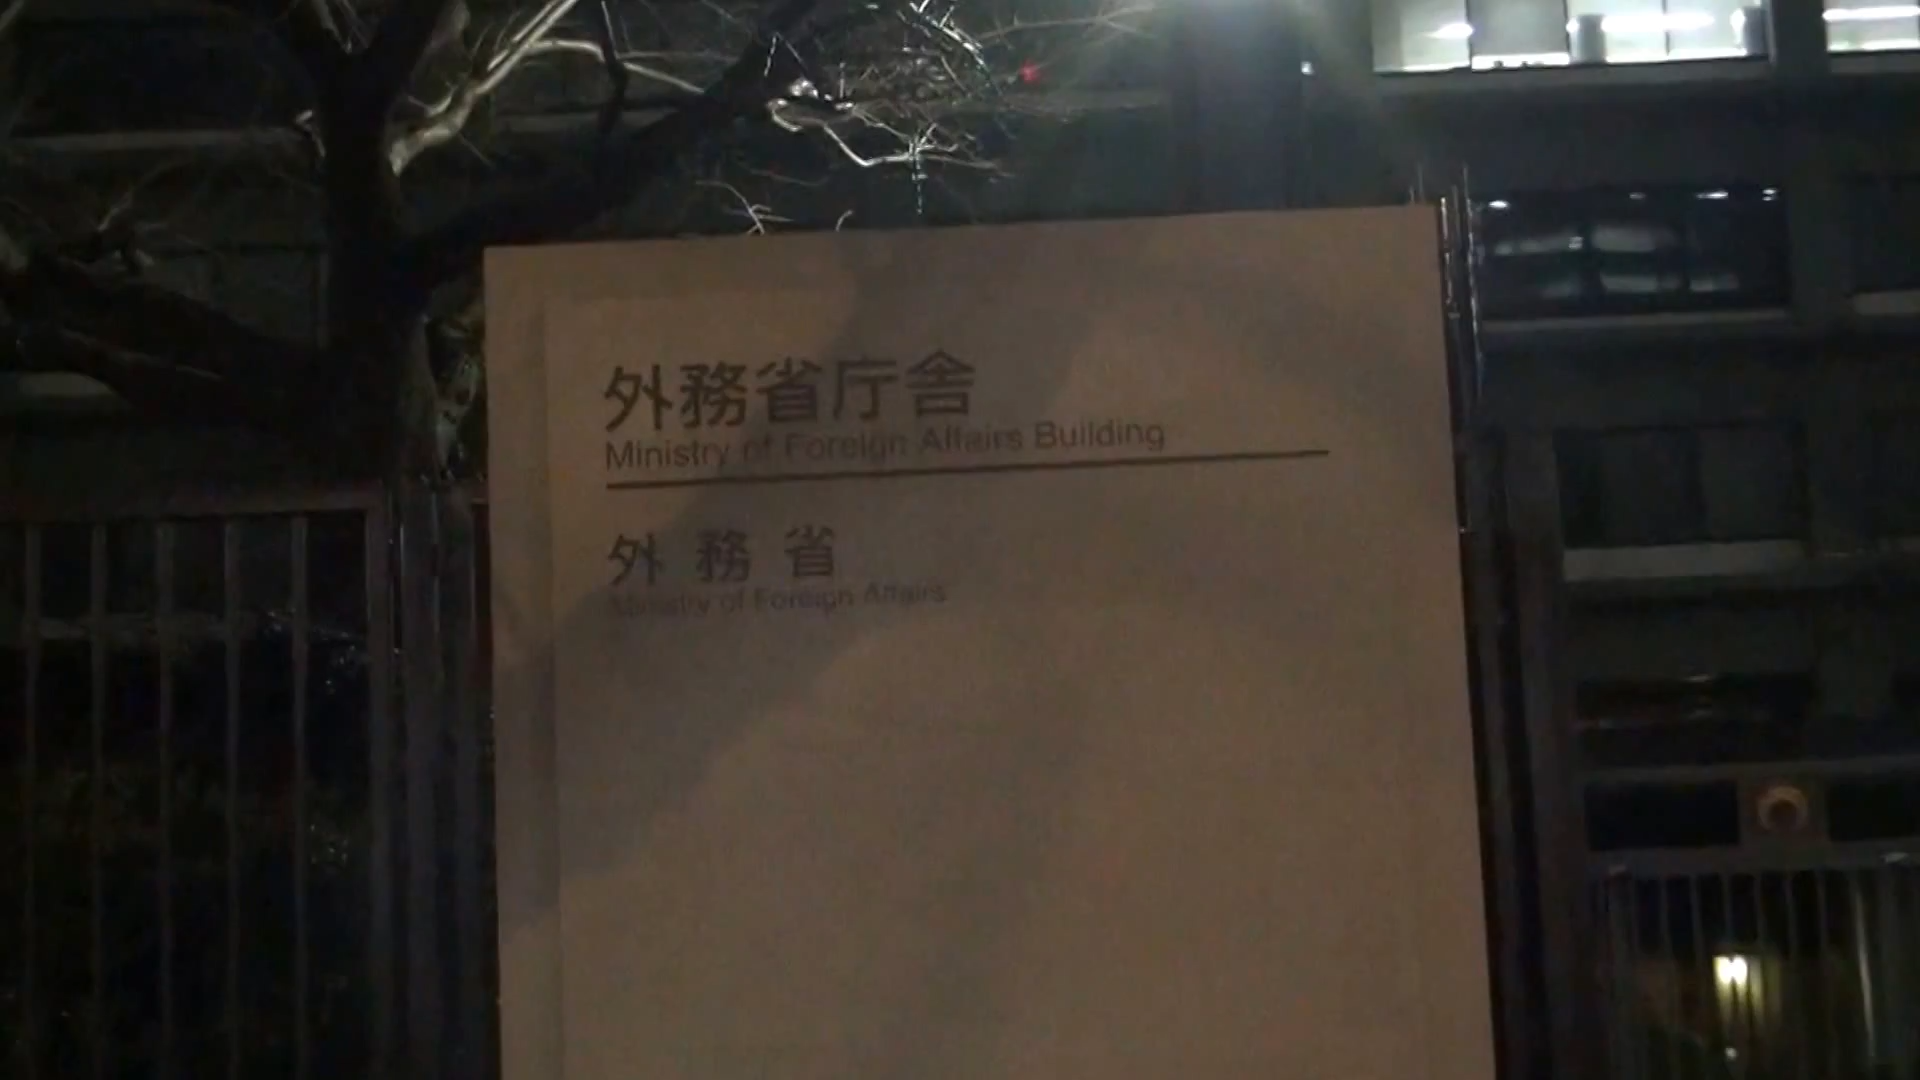 外務省庁舎
Ministry of Foreign Affairs Building
外務省
Ministry of Foreign Affairs